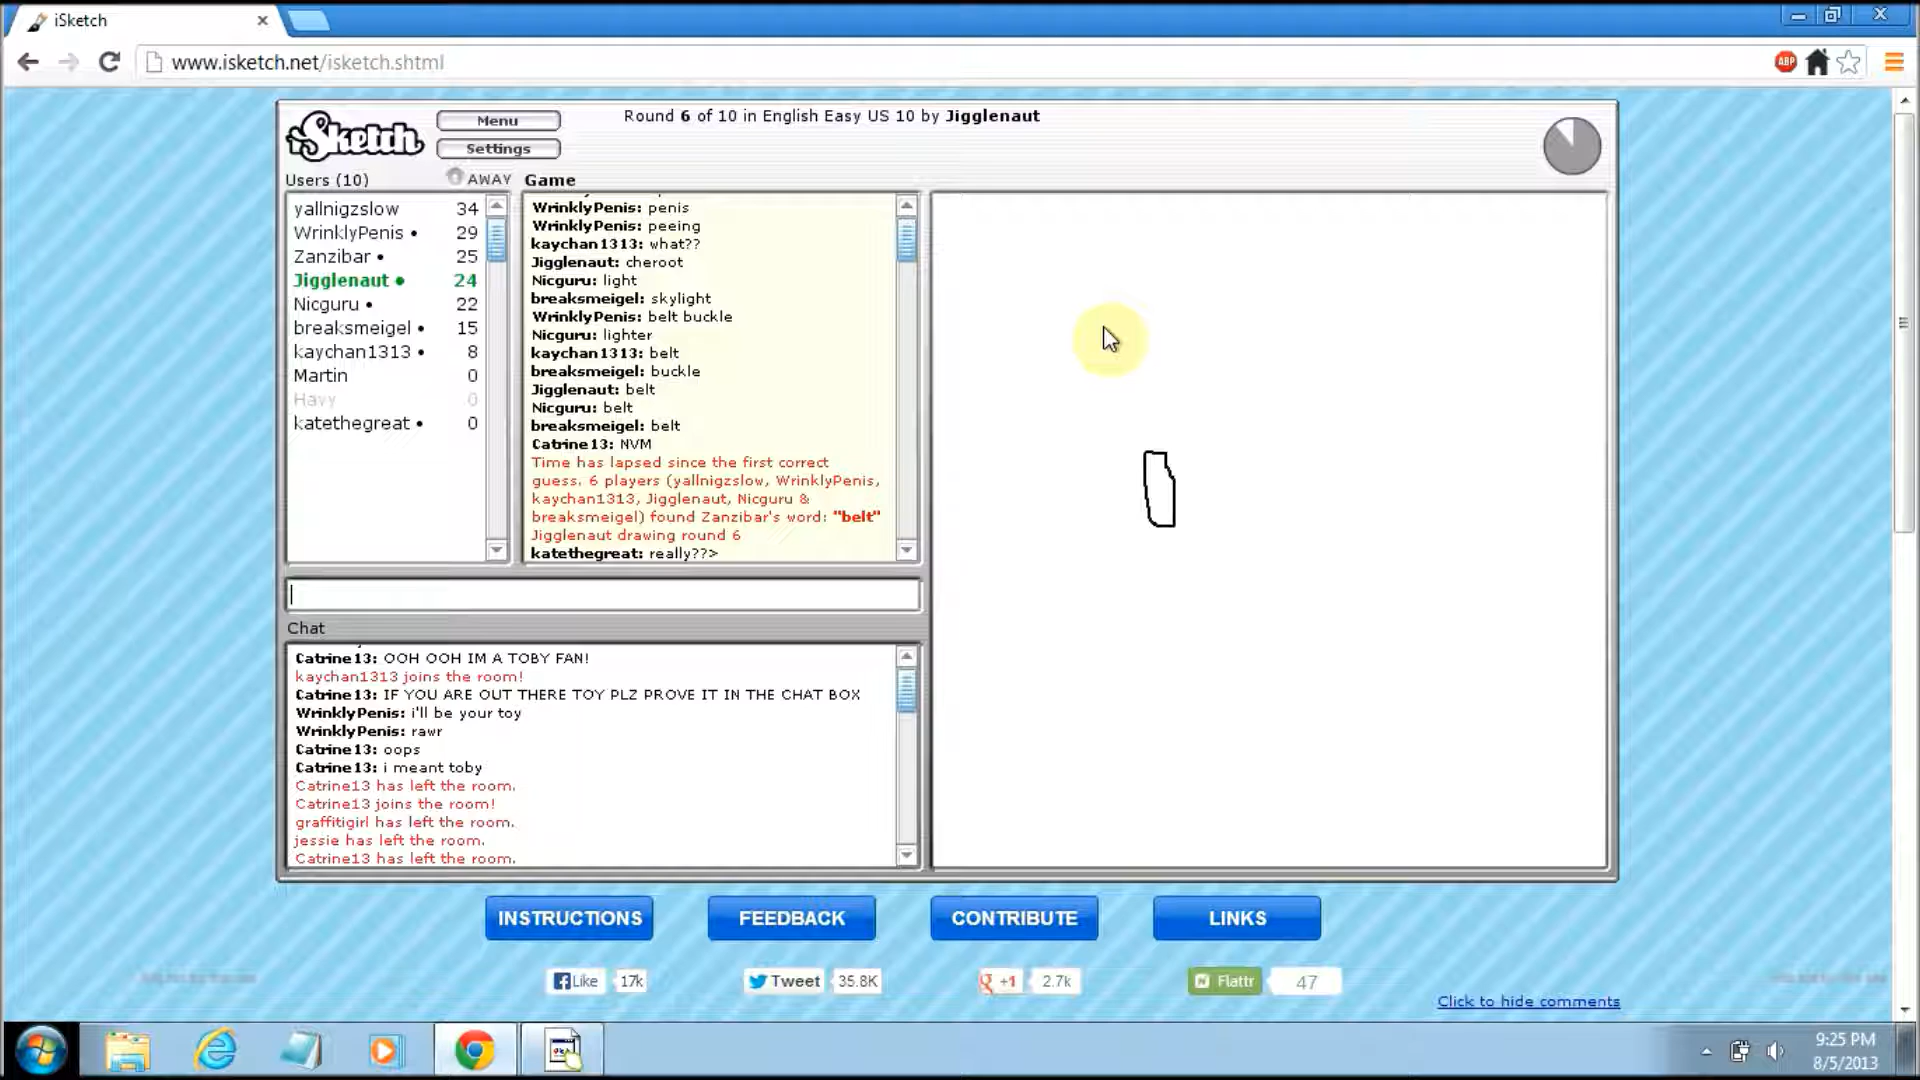 iSketch
www.isketch.net/isketch.shtml
ABP
iSketch
Menu
Settings
Round 6 of 10 in English Easy US 10 by Jigglenaut
Users (10)
AWAY
Game
yallnigzslow 34
WrinklyPenis • 29
Zanzibar • 25
Jigglenaut • 24
Nicguru • 22
breaksmeigel • 15
kaychan1313 • 8
Martin 0
Havy 0
katethegreat • 0
WrinklyPenis: penis
WrinklyPenis: peeing
kaychan1313: what??
Jigglenaut: cheroot
Nicguru: light
breaksmeigel: skylight
WrinklyPenis: belt buckle
Nicguru: lighter
kaychan1313: belt
breaksmeigel: buckle
Jigglenaut: belt
Nicguru: belt
breaksmeigel: belt
Catrine13: NVM
Time has lapsed since the first correct
guess. 6 players (yallnigzslow, WrinklyPenis,
kaychan1313, Jigglenaut, Nicguru &
breaksmeigel) found Zanzibar's word: "belt"
Jigglenaut drawing round 6
katethegreat: really??>
Chat
Catrine13: OOH OOH IM A TOBY FAN!
kaychan1313 joins the room!
Catrine13: IF YOU ARE OUT THERE TOY PLZ PROVE IT IN THE CHAT BOX
WrinklyPenis: i'll be your toy
WrinklyPenis: rawr
Catrine13: oops
Catrine13: i meant toby
Catrine13 has left the room.
Catrine13 joins the room!
graffitigirl has left the room.
jessie has left the room.
Catrine13 has left the room.
INSTRUCTIONS
FEEDBACK
CONTRIBUTE
LINKS
Like 17k
Tweet 35.8K
+1 2.7k
Flattr 47
Click to hide comments
9:25 PM
8/5/2013